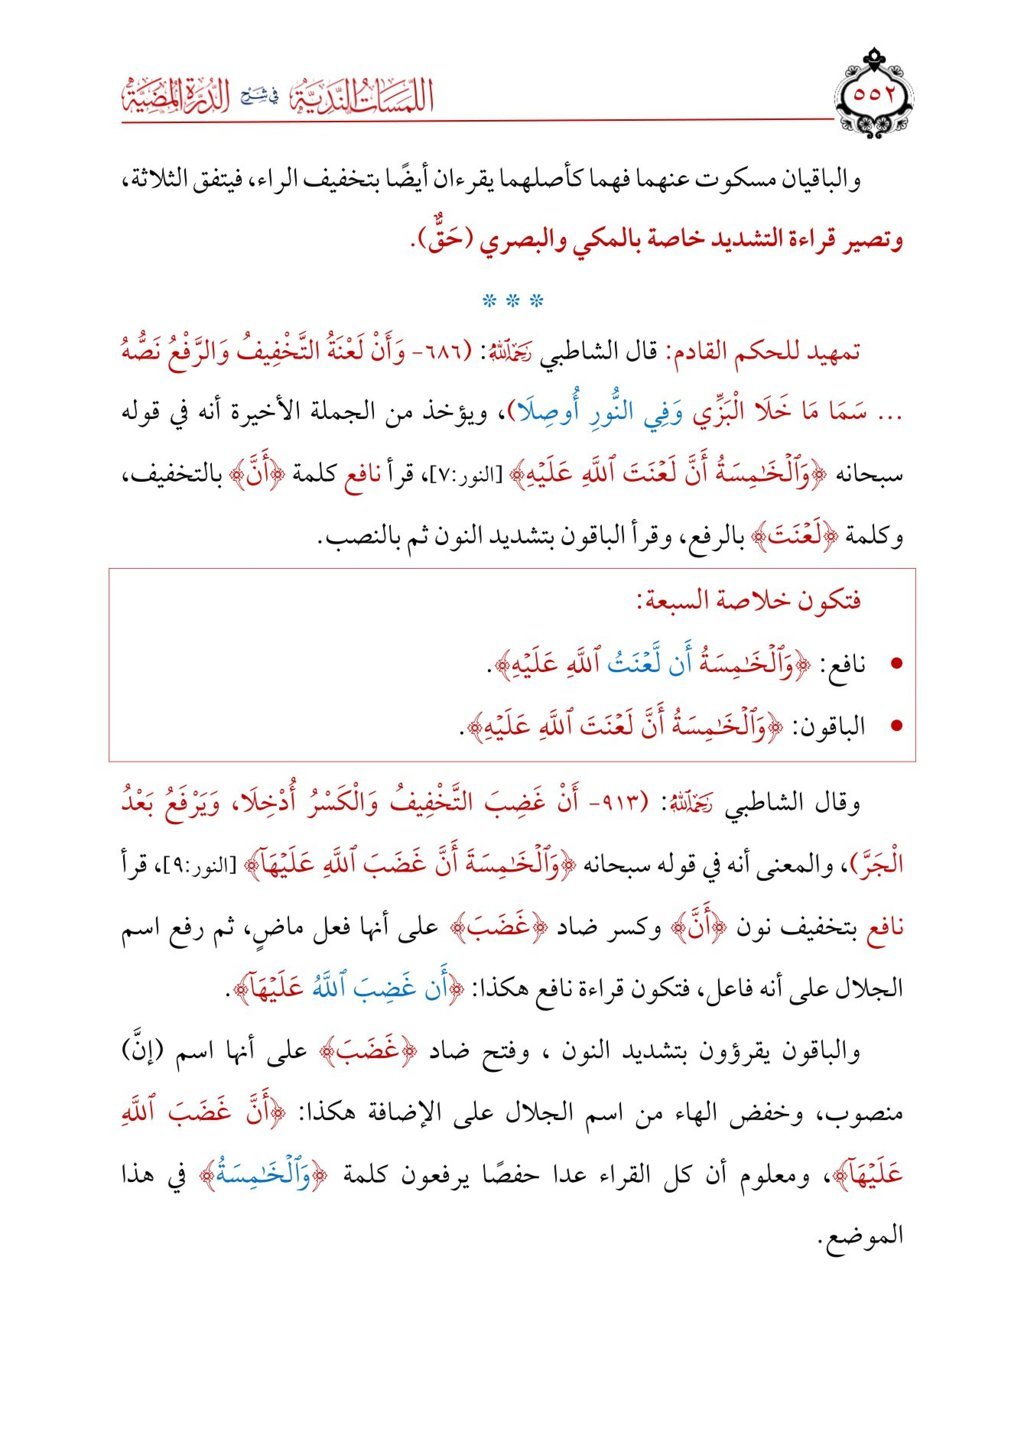 ٥٥٢
اللمسات الندية في شرح الدرة المضية
والباقيان مسكوت عنهما فهما كأصلهما يقرءان أيضًا بتخفيف الراء، فيتفق الثلاثة،
وتصير قراءة التشديد خاصة بالمكي والبصري (حَقٌّ).
* * *
تمهيد للحكم القادم: قال الشاطبي رَحِمَهُ ٱللَّهُ: (٦٨٦- وَأَنْ لَعْنَةُ التَّخْفِيفُ وَالرَّفْعُ نَصُّهُ
... سَمَا مَا خَلَا الْبَزِّي وَفِي النُّورِ أُوصِلَا)، ويؤخذ من الجملة الأخيرة أنه في قوله
سبحانه ﴿وَٱلۡخَٰمِسَةُ أَنَّ لَعۡنَتَ ٱللَّهِ عَلَيۡهِ﴾ [النور:٧]، قرأ نافع كلمة ﴿أَنَّ﴾ بالتخفيف،
وكلمة ﴿لَعۡنَتَ﴾ بالرفع، وقرأ الباقون بتشديد النون ثم بالنصب.
فتكون خلاصة السبعة:
• نافع: ﴿وَٱلۡخَٰمِسَةُ أَن لَّعۡنَتُ ٱللَّهِ عَلَيۡهِ﴾.
• الباقون: ﴿وَٱلۡخَٰمِسَةُ أَنَّ لَعۡنَتَ ٱللَّهِ عَلَيۡهِ﴾.
وقال الشاطبي رَحِمَهُ ٱللَّهُ: (٩١٣- أَنْ غَضِبَ التَّخْفِيفُ وَالْكَسْرُ أُدْخِلَا، وَيَرْفَعُ بَعْدُ
الْجَرَّ)، والمعنى أنه في قوله سبحانه ﴿وَٱلۡخَٰمِسَةَ أَنَّ غَضَبَ ٱللَّهِ عَلَيۡهَآ﴾ [النور:٩]، قرأ
نافع بتخفيف نون ﴿أَنَّ﴾ وكسر ضاد ﴿غَضَبَ﴾ على أنها فعل ماضٍ، ثم رفع اسم
الجلال على أنه فاعل، فتكون قراءة نافع هكذا: ﴿أَن غَضِبَ ٱللَّهُ عَلَيۡهَآ﴾.
والباقون يقرؤون بتشديد النون ، وفتح ضاد ﴿غَضَبَ﴾ على أنها اسم (إنَّ)
منصوب، وخفض الهاء من اسم الجلال على الإضافة هكذا: ﴿أَنَّ غَضَبَ ٱللَّهِ
عَلَيۡهَآ﴾، ومعلوم أن كل القراء عدا حفصًا يرفعون كلمة ﴿وَٱلۡخَٰمِسَةُ﴾ في هذا
الموضع.